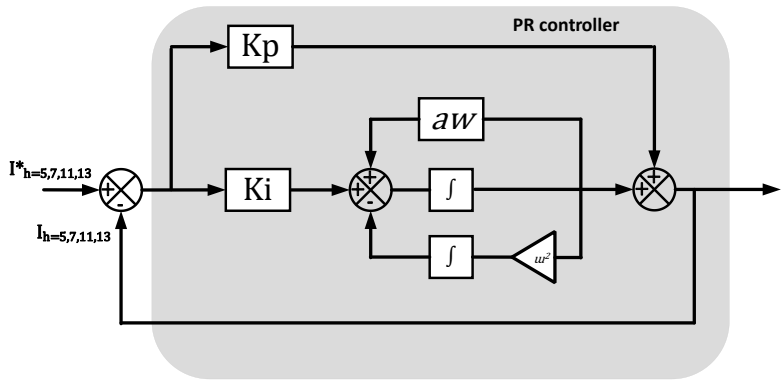 PR controller
Kp
aw
I*h=5,7,11,13
+
-
Ki
+
+
-
∫
+
+
Ih=5,7,11,13
∫
ω²